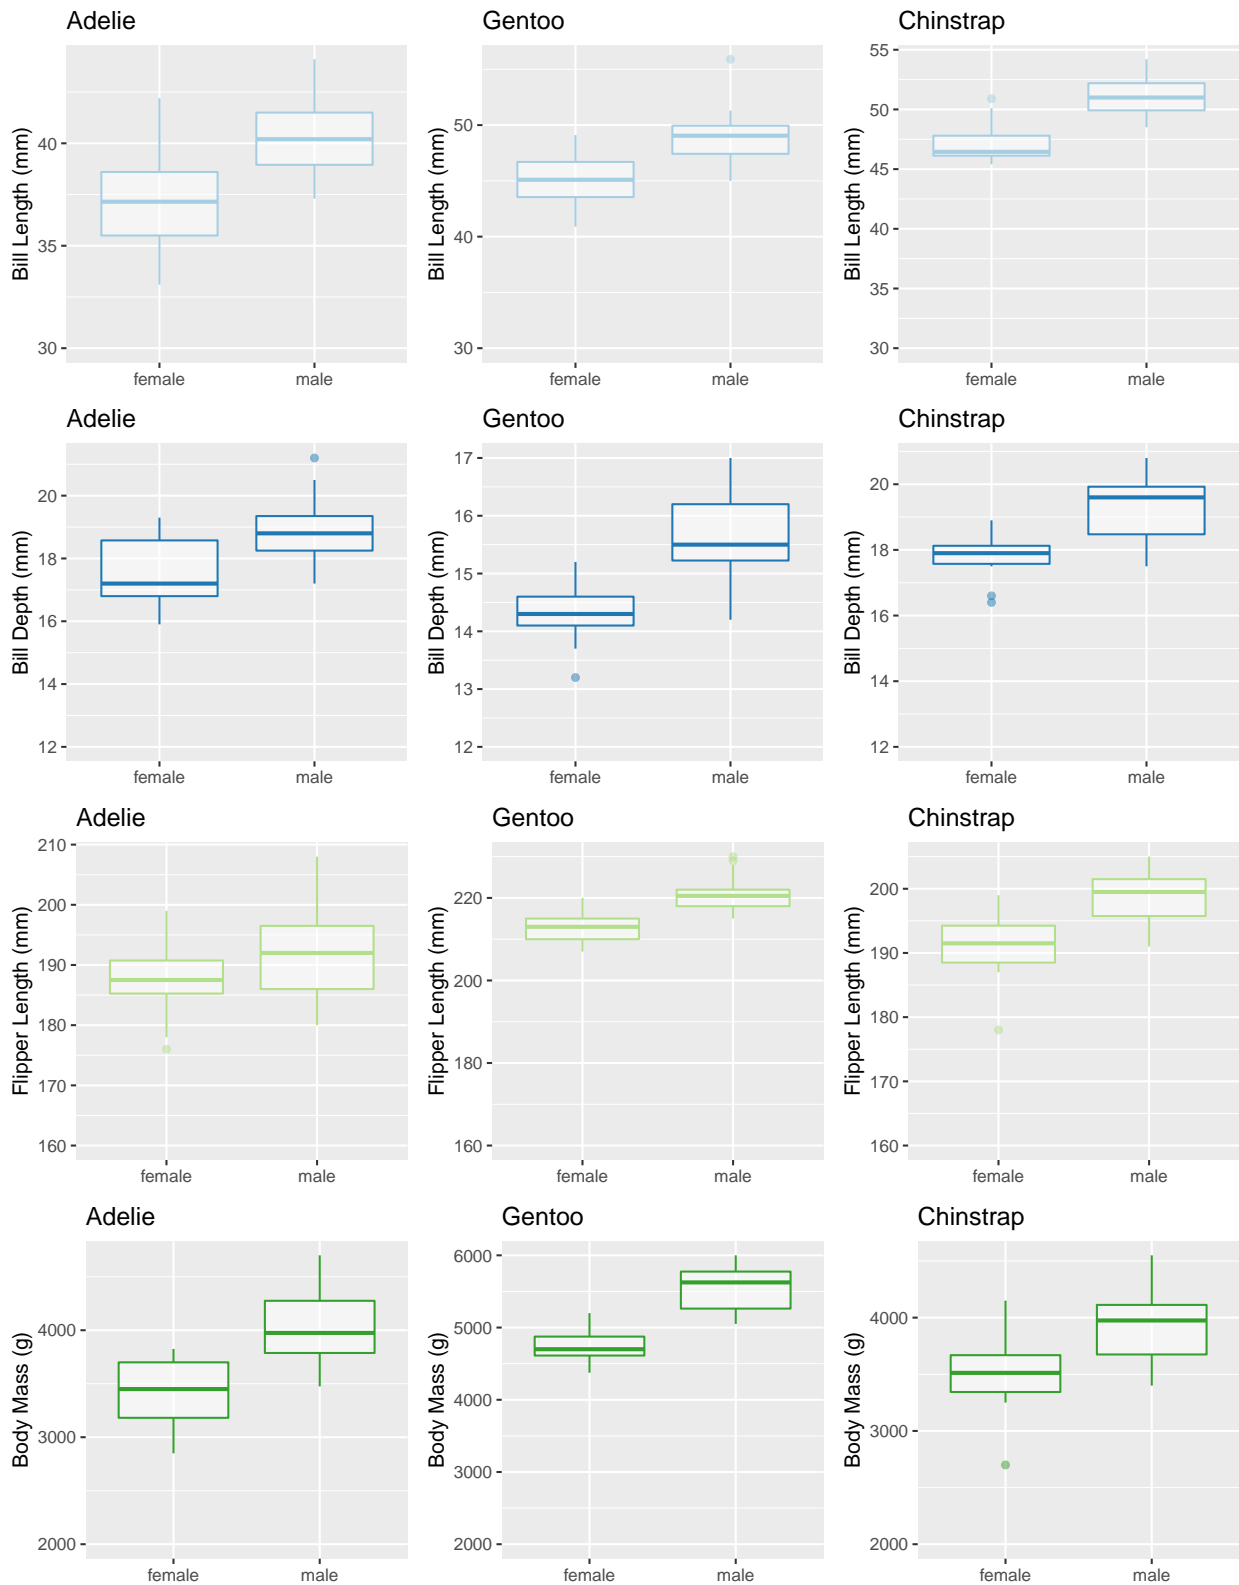 Adelie
Gentoo
Chinstrap
Bill Length (mm)
40
35
30
female
male
Bill Length (mm)
50
40
30
female
male
Bill Length (mm)
55
50
45
40
35
30
female
male
Adelie
Gentoo
Chinstrap
Bill Depth (mm)
20
18
16
14
12
female
male
Bill Depth (mm)
17
16
15
14
13
12
female
male
Bill Depth (mm)
20
18
16
14
12
female
male
Adelie
Gentoo
Chinstrap
Flipper Length (mm)
210
200
190
180
170
160
female
male
Flipper Length (mm)
220
200
180
160
female
male
Flipper Length (mm)
200
190
180
170
160
female
male
Adelie
Gentoo
Chinstrap
Body Mass (g)
4000
3000
2000
female
male
Body Mass (g)
6000
5000
4000
3000
2000
female
male
Body Mass (g)
4000
3000
2000
female
male